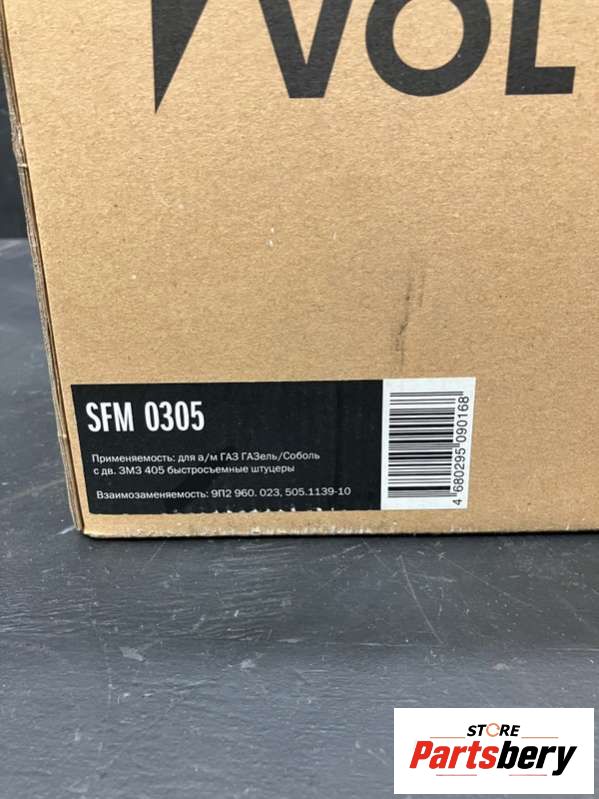 VOL
SFM 0305
Применяемость: для а/м ГАЗ ГАЗель/Соболь
с дв. ЗМЗ 405 быстросъемные штуцеры
Взаимозаменяемость: 9П2 960. 023, 505.1139-10
4 680295 090168
STORE
Partsbery